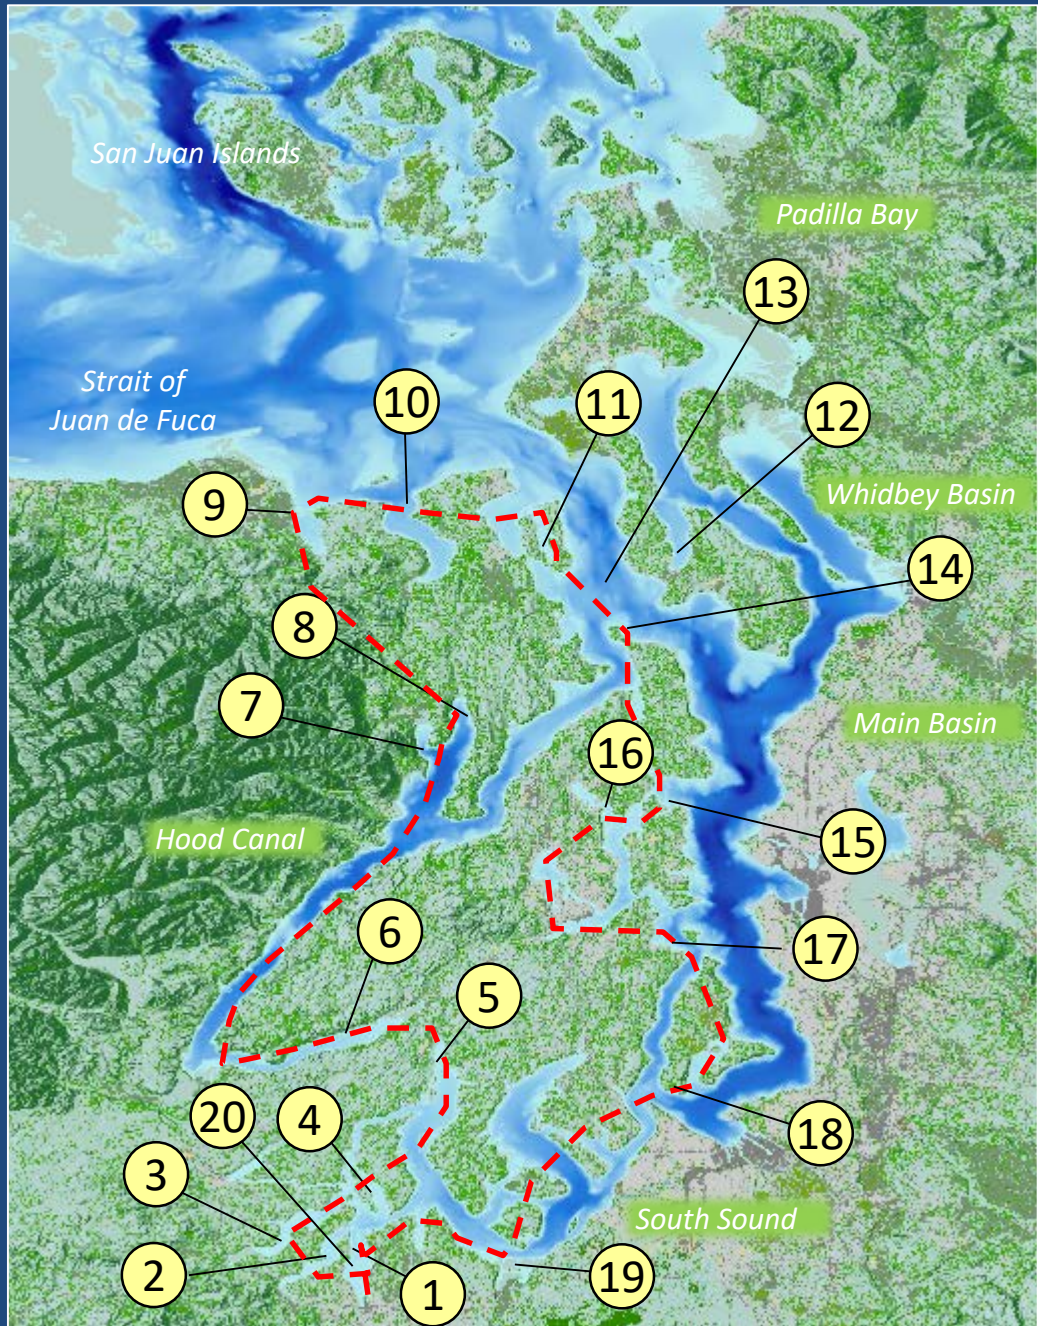 San Juan Islands
Padilla Bay
13
Strait of
Juan de Fuca
10
11
12
9
Whidbey Basin
14
8
7
Main Basin
16
Hood Canal
15
6
17
5
20
4
18
3
South Sound
2
1
19